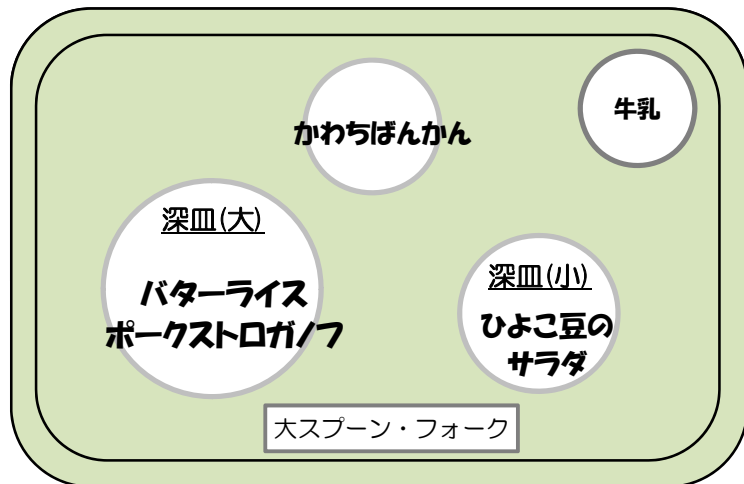 かわちばんかん
牛乳
深皿(大)
バターライス
ポークストロガノフ
深皿(小)
ひよこ豆の
サラダ
大スプーン・フォーク